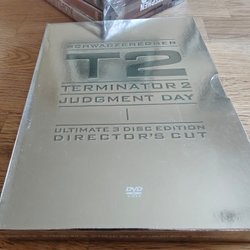 SCHWARZENEGGER
T2
TERMINATOR 2
JUDGMENT DAY
ULTIMATE 3 DISC EDITION
DIRECTOR'S CUT
DVD